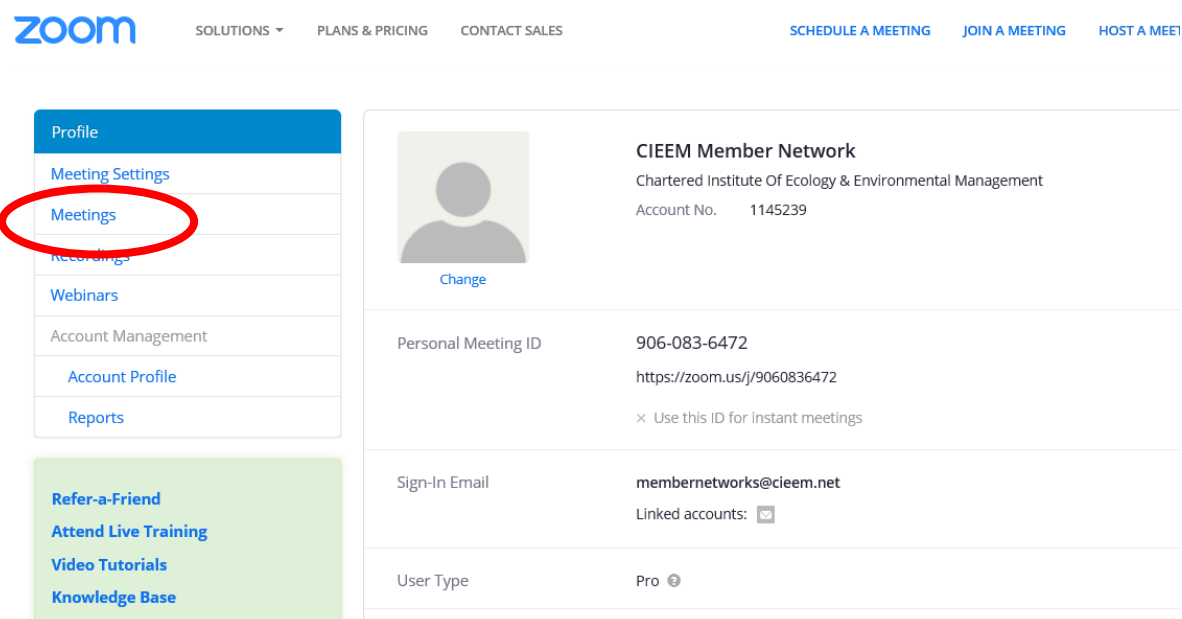 zoom SOLUTIONS PLANS & PRICING CONTACT SALES SCHEDULE A MEETING JOIN A MEETING HOST A MEET
Profile
Meeting Settings
Meetings
Recordings
Webinars
Account Management
Account Profile
Reports
Refer-a-Friend
Attend Live Training
Video Tutorials
Knowledge Base
Change
CIEEM Member Network
Chartered Institute Of Ecology & Environmental Management
Account No. 1145239
Personal Meeting ID 906-083-6472
https://zoom.us/j/9060836472
× Use this ID for instant meetings
Sign-In Email membernetworks@cieem.net
Linked accounts:
User Type Pro ?